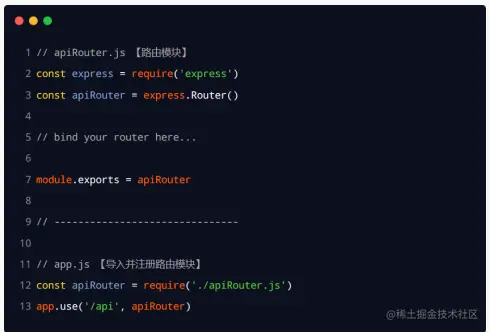 1 // apiRouter.js 【路由模块】
2 const express = require('express')
3 const apiRouter = express.Router()
4
5 // bind your router here...
6
7 module.exports = apiRouter
8
9 // -------------------------------
10
11 // app.js 【导入并注册路由模块】
12 const apiRouter = require('./apiRouter.js')
13 app.use('/api', apiRouter)
@稀土掘金技术社区